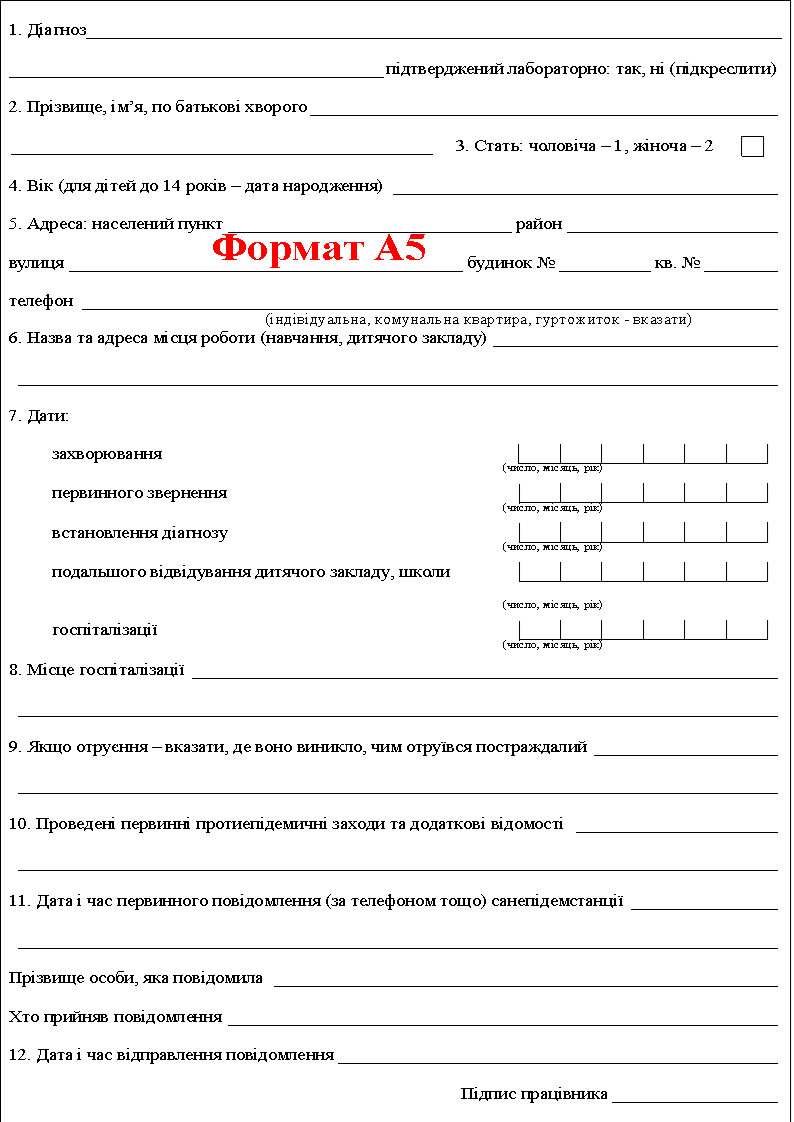 1. Діагноз
підтверджений лабораторно: так, ні (підкреслити)
2. Прізвище, ім’я, по батькові хворого
3. Стать: чоловіча – 1, жіноча – 2
4. Вік (для дітей до 14 років – дата народження)
5. Адреса: населений пункт район
Формат А5
вулиця будинок № кв. №
телефон
(індівідуальна, комунальна квартира, гуртожиток - вказати)
6. Назва та адреса місця роботи (навчання, дитячого закладу)
7. Дати:
захворювання
(число, місяць, рік)
первинного звернення
(число, місяць, рік)
встановлення діагнозу
(число, місяць, рік)
подальшого відвідування дитячого закладу, школи
(число, місяць, рік)
госпіталізації
(число, місяць, рік)
8. Місце госпіталізації
9. Якщо отруєння – вказати, де воно виникло, чим отруївся постраждалий
10. Проведені первинні протиепідемичні заходи та додаткові відомості
11. Дата і час первинного повідомлення (за телефоном тощо) санепідемстанції
Прізвище особи, яка повідомила
Хто прийняв повідомлення
12. Дата і час відправлення повідомлення
Підпис працівника